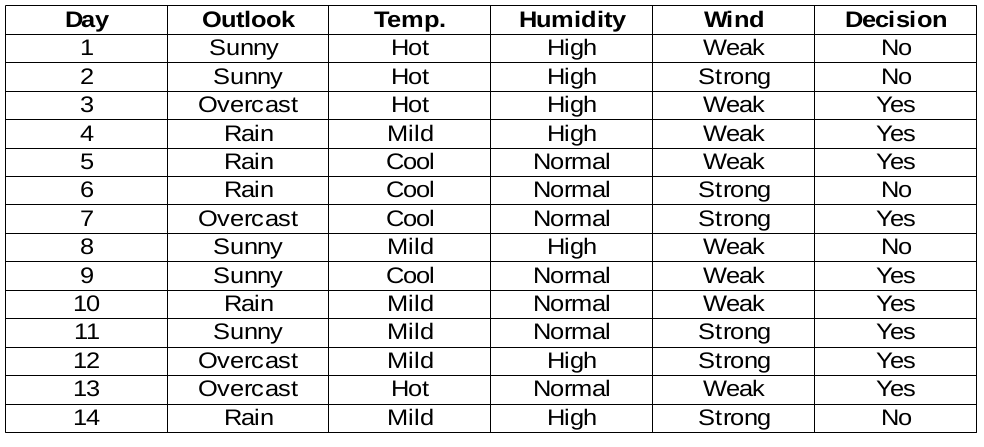 Day Outlook Temp. Humidity Wind Decision
1 Sunny Hot High Weak No
2 Sunny Hot High Strong No
3 Overcast Hot High Weak Yes
4 Rain Mild High Weak Yes
5 Rain Cool Normal Weak Yes
6 Rain Cool Normal Strong No
7 Overcast Cool Normal Strong Yes
8 Sunny Mild High Weak No
9 Sunny Cool Normal Weak Yes
10 Rain Mild Normal Weak Yes
11 Sunny Mild Normal Strong Yes
12 Overcast Mild High Strong Yes
13 Overcast Hot Normal Weak Yes
14 Rain Mild High Strong No